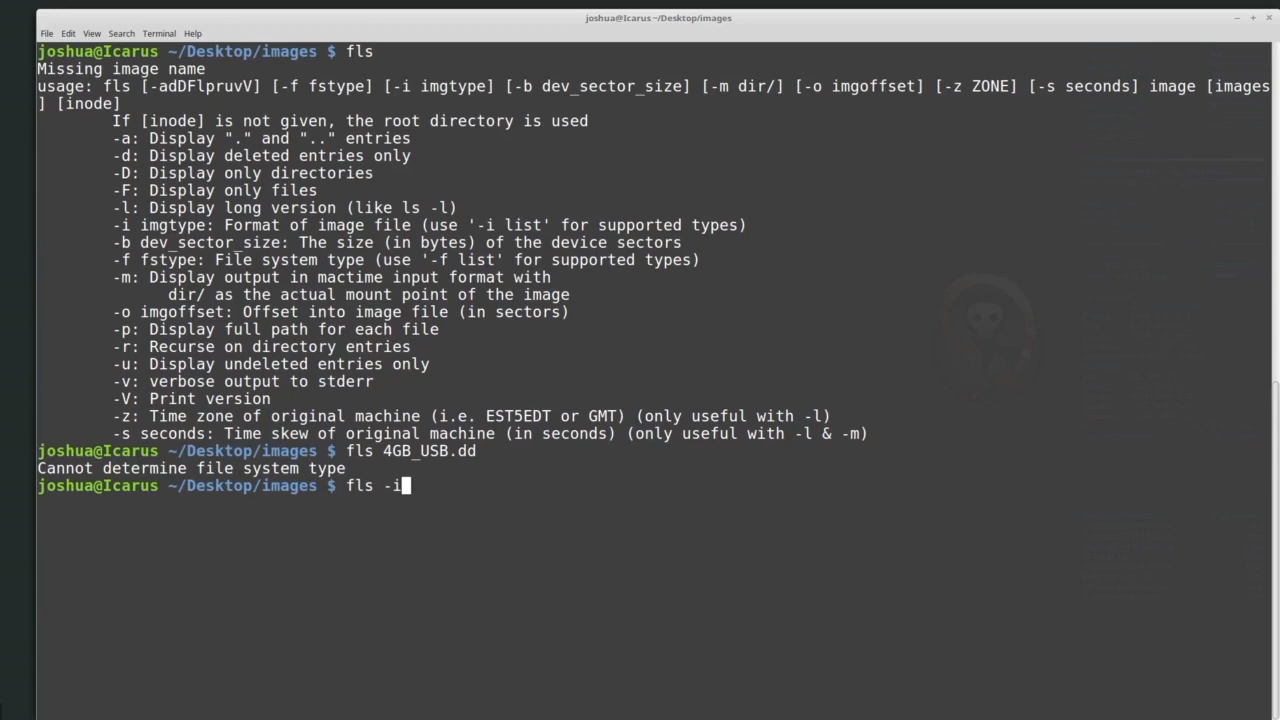 joshua@Icarus ~/Desktop/images
File Edit View Search Terminal Help
joshua@Icarus ~/Desktop/images $ fls
Missing image name
usage: fls [-adDFlpruvV] [-f fstype] [-i imgtype] [-b dev_sector_size] [-m dir/] [-o imgoffset] [-z ZONE] [-s seconds] image [images
] [inode]
If [inode] is not given, the root directory is used
-a: Display "." and ".." entries
-d: Display deleted entries only
-D: Display only directories
-F: Display only files
-l: Display long version (like ls -l)
-i imgtype: Format of image file (use '-i list' for supported types)
-b dev_sector_size: The size (in bytes) of the device sectors
-f fstype: File system type (use '-f list' for supported types)
-m: Display output in mactime input format with
dir/ as the actual mount point of the image
-o imgoffset: Offset into image file (in sectors)
-p: Display full path for each file
-r: Recurse on directory entries
-u: Display undeleted entries only
-v: verbose output to stderr
-V: Print version
-z: Time zone of original machine (i.e. EST5EDT or GMT) (only useful with -l)
-s seconds: Time skew of original machine (in seconds) (only useful with -l & -m)
joshua@Icarus ~/Desktop/images $ fls 4GB_USB.dd
Cannot determine file system type
joshua@Icarus ~/Desktop/images $ fls -i